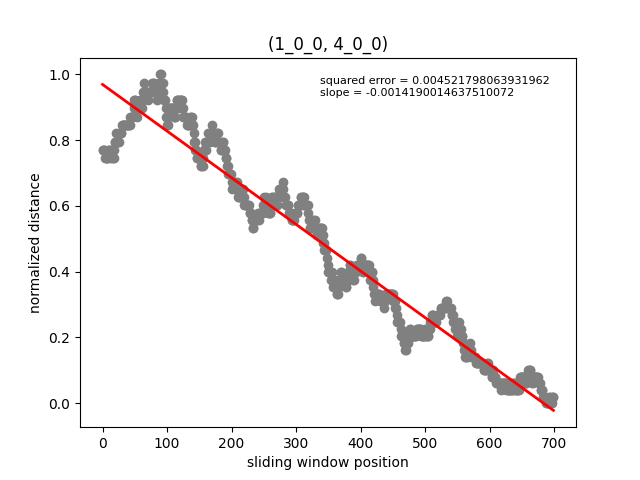 (1_0_0, 4_0_0)
squared error = 0.004521798063931962
slope = -0.0014190014637510072
1.0
0.8
0.6
0.4
0.2
0.0
normalized distance
0 100 200 300 400 500 600 700
sliding window position